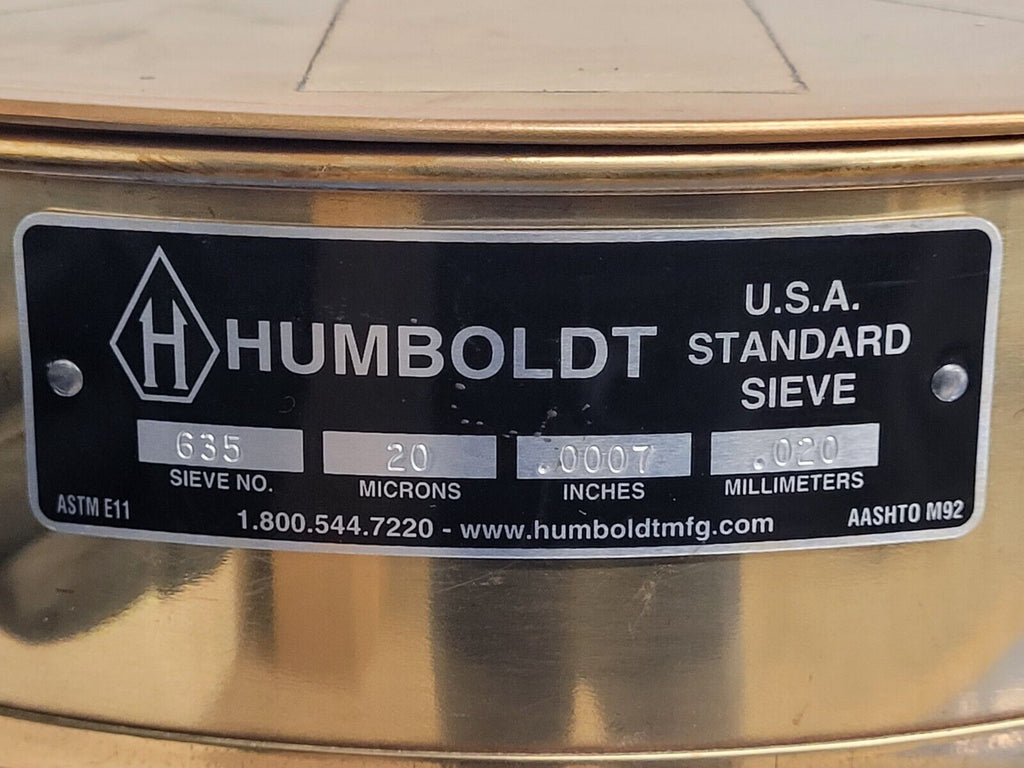 H HUMBOLDT
U.S.A.
STANDARD
SIEVE
635 20 .0007 .020
SIEVE NO. MICRONS INCHES MILLIMETERS
ASTM E11
1.800.544.7220 - www.humboldtmfg.com
AASHTO M92